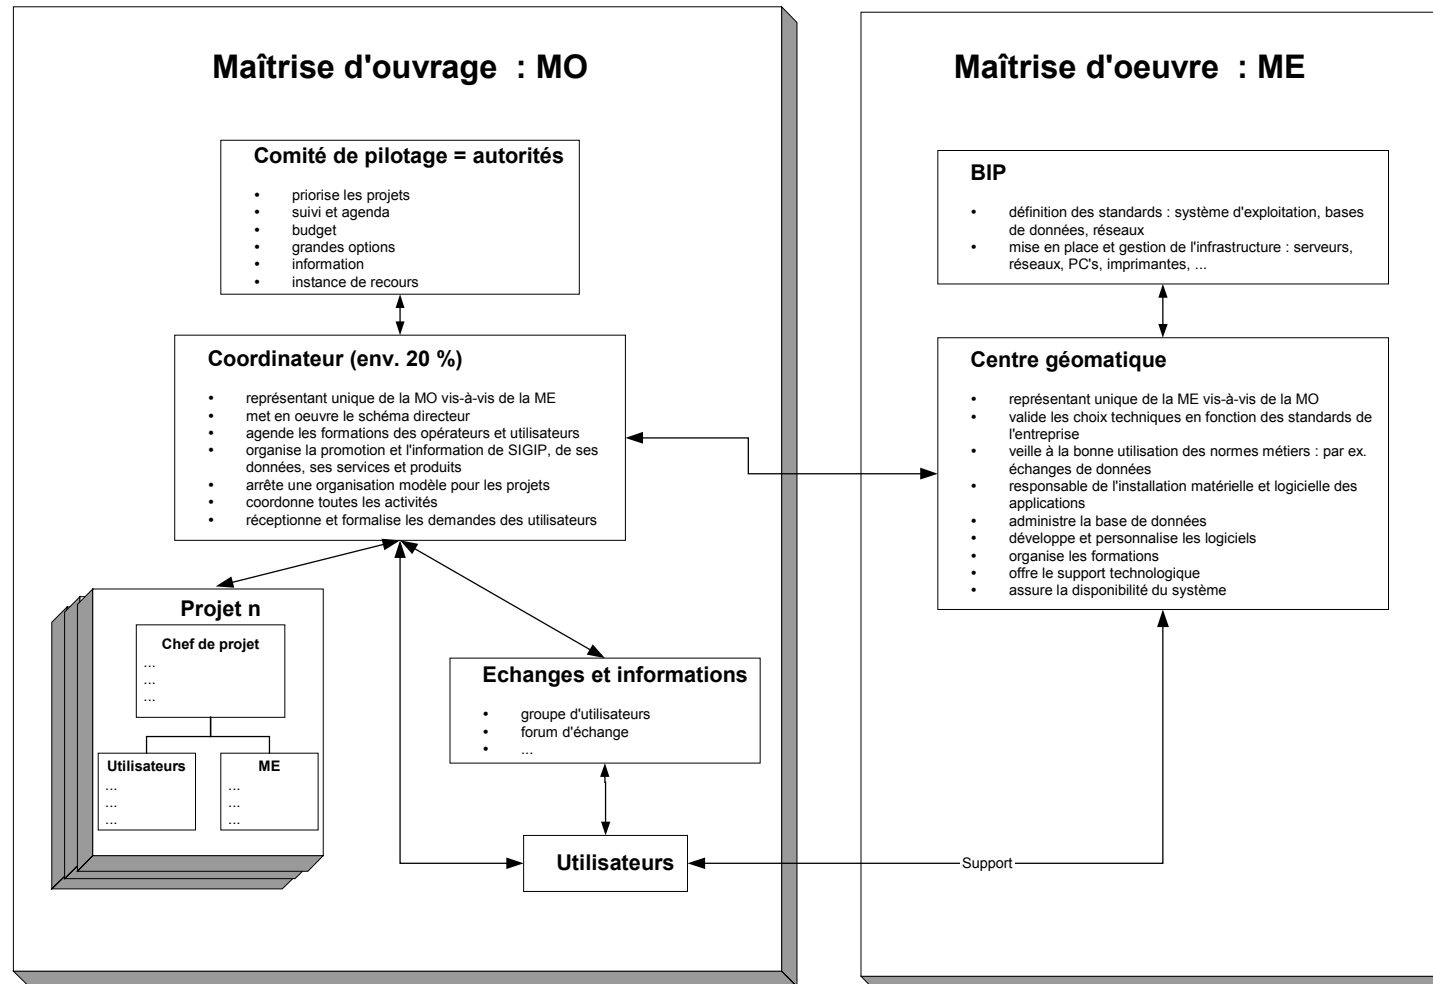 Maîtrise d'ouvrage : MO
Comité de pilotage = autorités
• priorise les projets
• suivi et agenda
• budget
• grandes options
• information
• instance de recours
Coordinateur (env. 20 %)
• représentant unique de la MO vis-à-vis de la ME
• met en oeuvre le schéma directeur
• agende les formations des opérateurs et utilisateurs
• organise la promotion et l'information de SIGIP, de ses
données, ses services et produits
• arrête une organisation modèle pour les projets
• coordonne toutes les activités
• réceptionne et formalise les demandes des utilisateurs
Projet n
Chef de projet
...
...
...
Utilisateurs
...
...
...
ME
...
...
...
Echanges et informations
• groupe d'utilisateurs
• forum d'échange
• ...
Utilisateurs
Support
Maîtrise d'oeuvre : ME
BIP
• définition des standards : système d'exploitation, bases
de données, réseaux
• mise en place et gestion de l'infrastructure : serveurs,
réseaux, PC's, imprimantes, ...
Centre géomatique
• représentant unique de la ME vis-à-vis de la MO
• valide les choix techniques en fonction des standards de
l'entreprise
• veille à la bonne utilisation des normes métiers : par ex.
échanges de données
• responsable de l'installation matérielle et logicielle des
applications
• administre la base de données
• développe et personnalise les logiciels
• organise les formations
• offre le support technologique
• assure la disponibilité du système